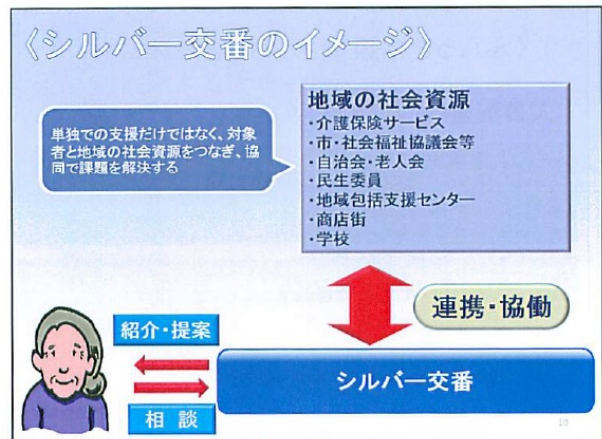 〈シルバー交番のイメージ〉
単独での支援だけではなく、対象
者と地域の社会資源をつなぎ、協
同で課題を解決する
地域の社会資源
・介護保険サービス
・市・社会福祉協議会等
・自治会・老人会
・民生委員
・地域包括支援センター
・商店街
・学校
連携・協働
紹介・提案
シルバー交番
相 談
10